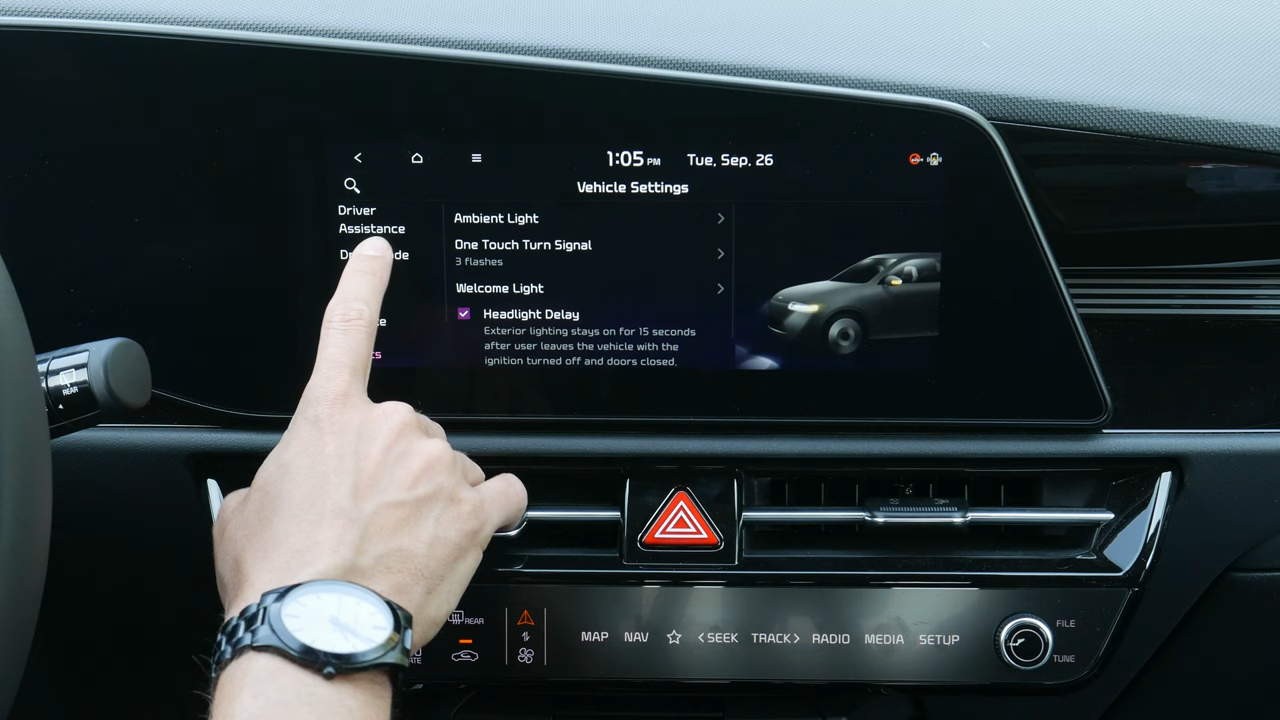 1:05 PM Tue, Sep. 26
Vehicle Settings
Driver
Assistance
Ambient Light
One Touch Turn Signal
3 flashes
Welcome Light
Headlight Delay
Exterior lighting stays on for 15 seconds
after user leaves the vehicle with the
ignition turned off and doors closed.
REAR
REAR
MAP NAV < SEEK TRACK > RADIO MEDIA SETUP
FILE
TUNE